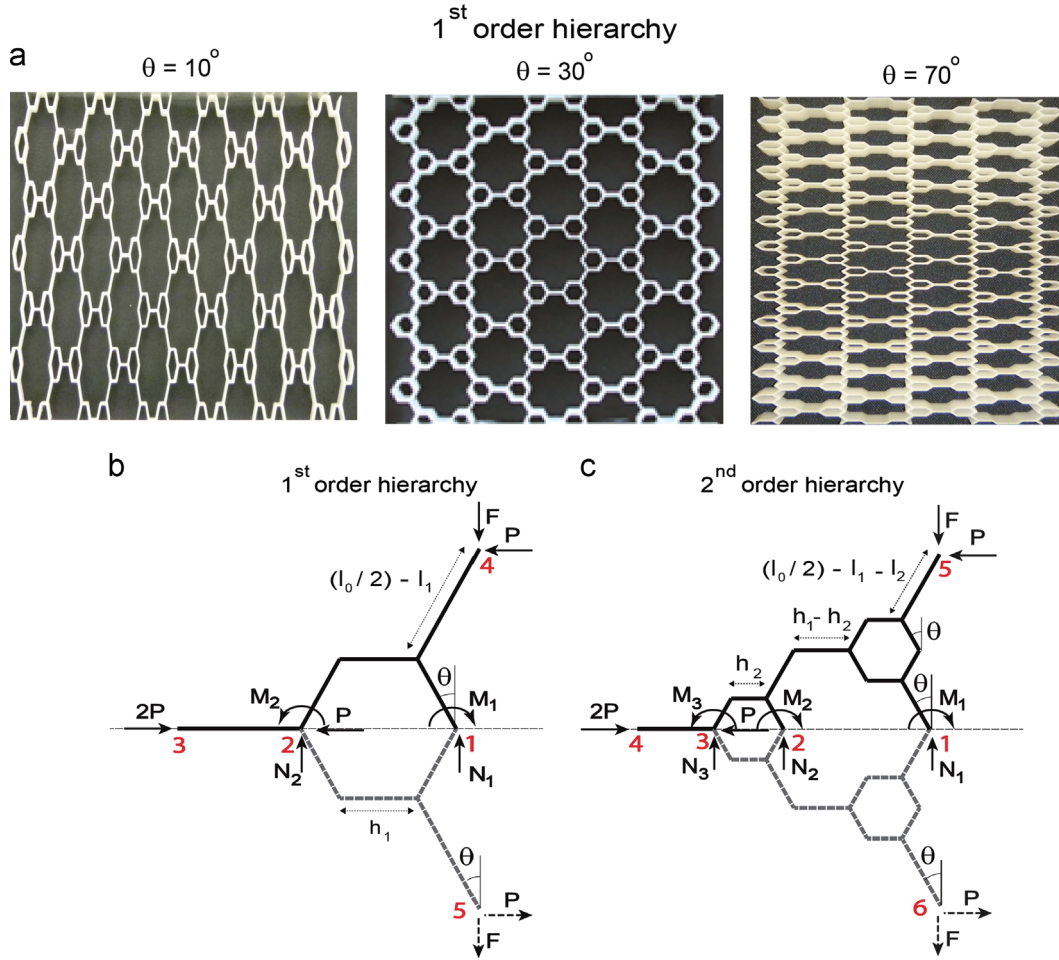 1st order hierarchy
a
θ = 10°
θ = 30°
θ = 70°
b
1st order hierarchy
F
P
4
(l0 / 2) - l1
θ
M2
M1
2P
P
3
2
1
N2
N1
h1
θ
5
P
F
c
2nd order hierarchy
F
P
5
(l0 / 2) - l1 - l2
h1 - h2
θ
h2
θ
M3
M2
M1
2P
P
4
3
2
1
N3
N2
N1
θ
6
P
F